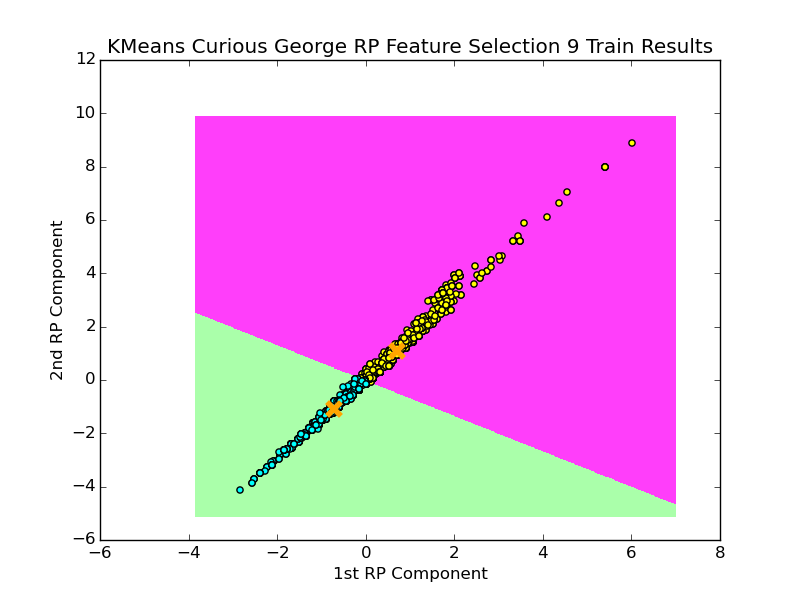 KMeans Curious George RP Feature Selection 9 Train Results
12
10
8
6
4
2
0
−2
−4
−6
2nd RP Component
−6 −4 −2 0 2 4 6 8
1st RP Component